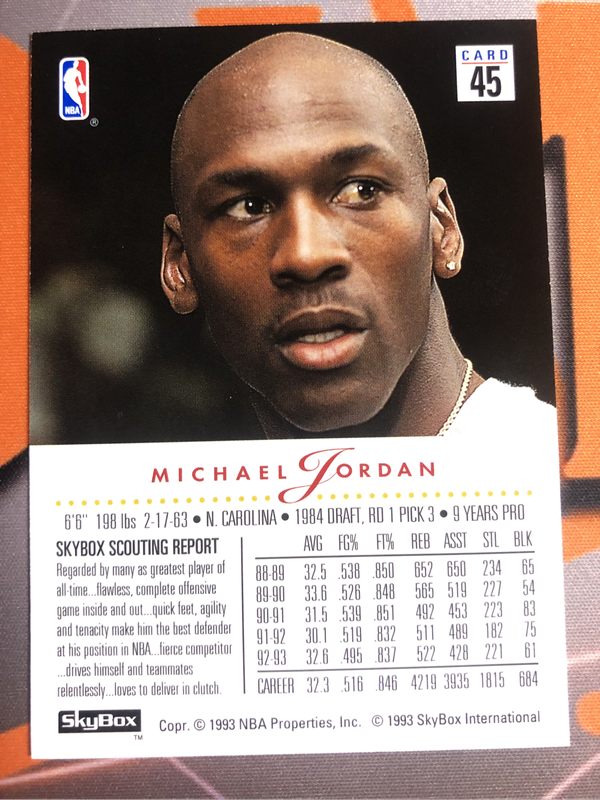 NBA
®
CARD
45
MICHAEL JORDAN
6'6" 198 lbs 2-17-63 • N. CAROLINA • 1984 DRAFT, RD 1 PICK 3 • 9 YEARS PRO
SKYBOX SCOUTING REPORT
Regarded by many as greatest player of
all-time...flawless, complete offensive
game inside and out...quick feet, agility
and tenacity make him the best defender
at his position in NBA...fierce competitor
...drives himself and teammates
relentlessly...loves to deliver in clutch.
AVG FG% FT% REB ASST STL BLK
88-89 32.5 .538 .850 652 650 234 65
89-90 33.6 .526 .848 565 519 227 54
90-91 31.5 .539 .851 492 453 223 83
91-92 30.1 .519 .832 511 489 182 75
92-93 32.6 .495 .837 522 428 221 61
CAREER 32.3 .516 .846 4219 3935 1815 684
SkyBox
TM
Copr. © 1993 NBA Properties, Inc. © 1993 SkyBox International